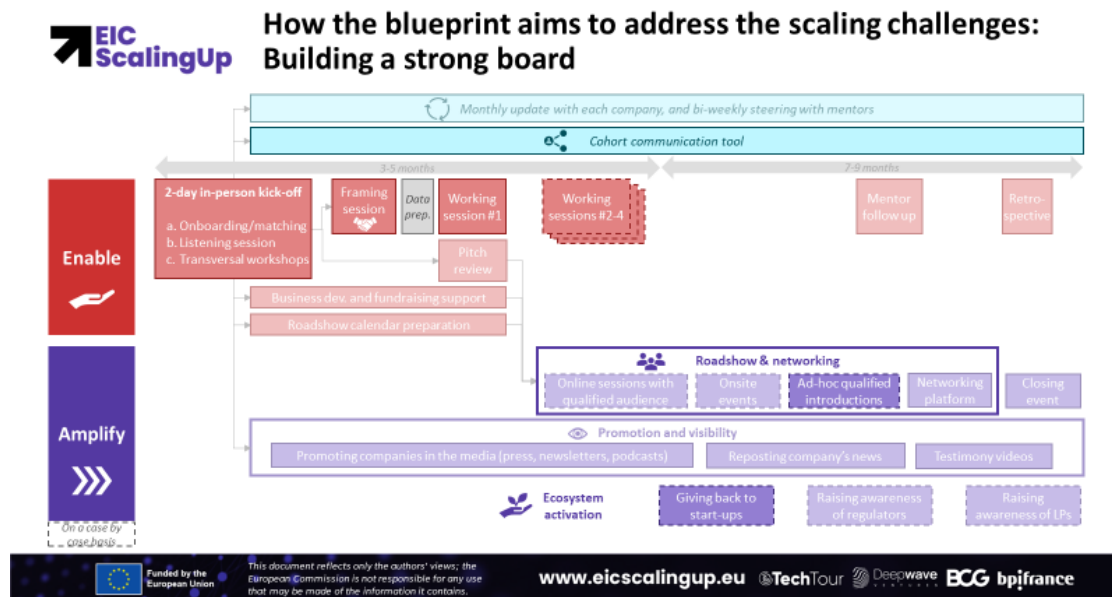 EIC
ScalingUp
How the blueprint aims to address the scaling challenges:
Building a strong board
Monthly update with each company, and bi-weekly steering with mentors
Cohort communication tool
3-5 months
7-9 months
Enable
2-day in-person kick-off
a. Onboarding/matching
b. Listening session
c. Transversal workshops
Framing
session
Data
prep.
Working
session #1
Working
sessions #2-4
Mentor
follow up
Retro-
spective
Pitch
review
Business dev. and fundraising support
Roadshow calendar preparation
Amplify
Roadshow & networking
Online sessions with
qualified audience
Onsite
events
Ad-hoc qualified
introductions
Networking
platform
Closing
event
Promotion and visibility
Promoting companies in the media (press, newsletters, podcasts)
Reposting company's news
Testimony videos
Ecosystem
activation
Giving back to
start-ups
Raising awareness
of regulators
Raising
awareness of LPs
On a case by
case basis
Funded by the
European Union
This document reflects only the authors' views; the
European Commission is not responsible for any use
that may be made of the information it contains.
www.eicscalingup.eu
TechTour
Deepwave
VENTURES
BCG
bpifrance